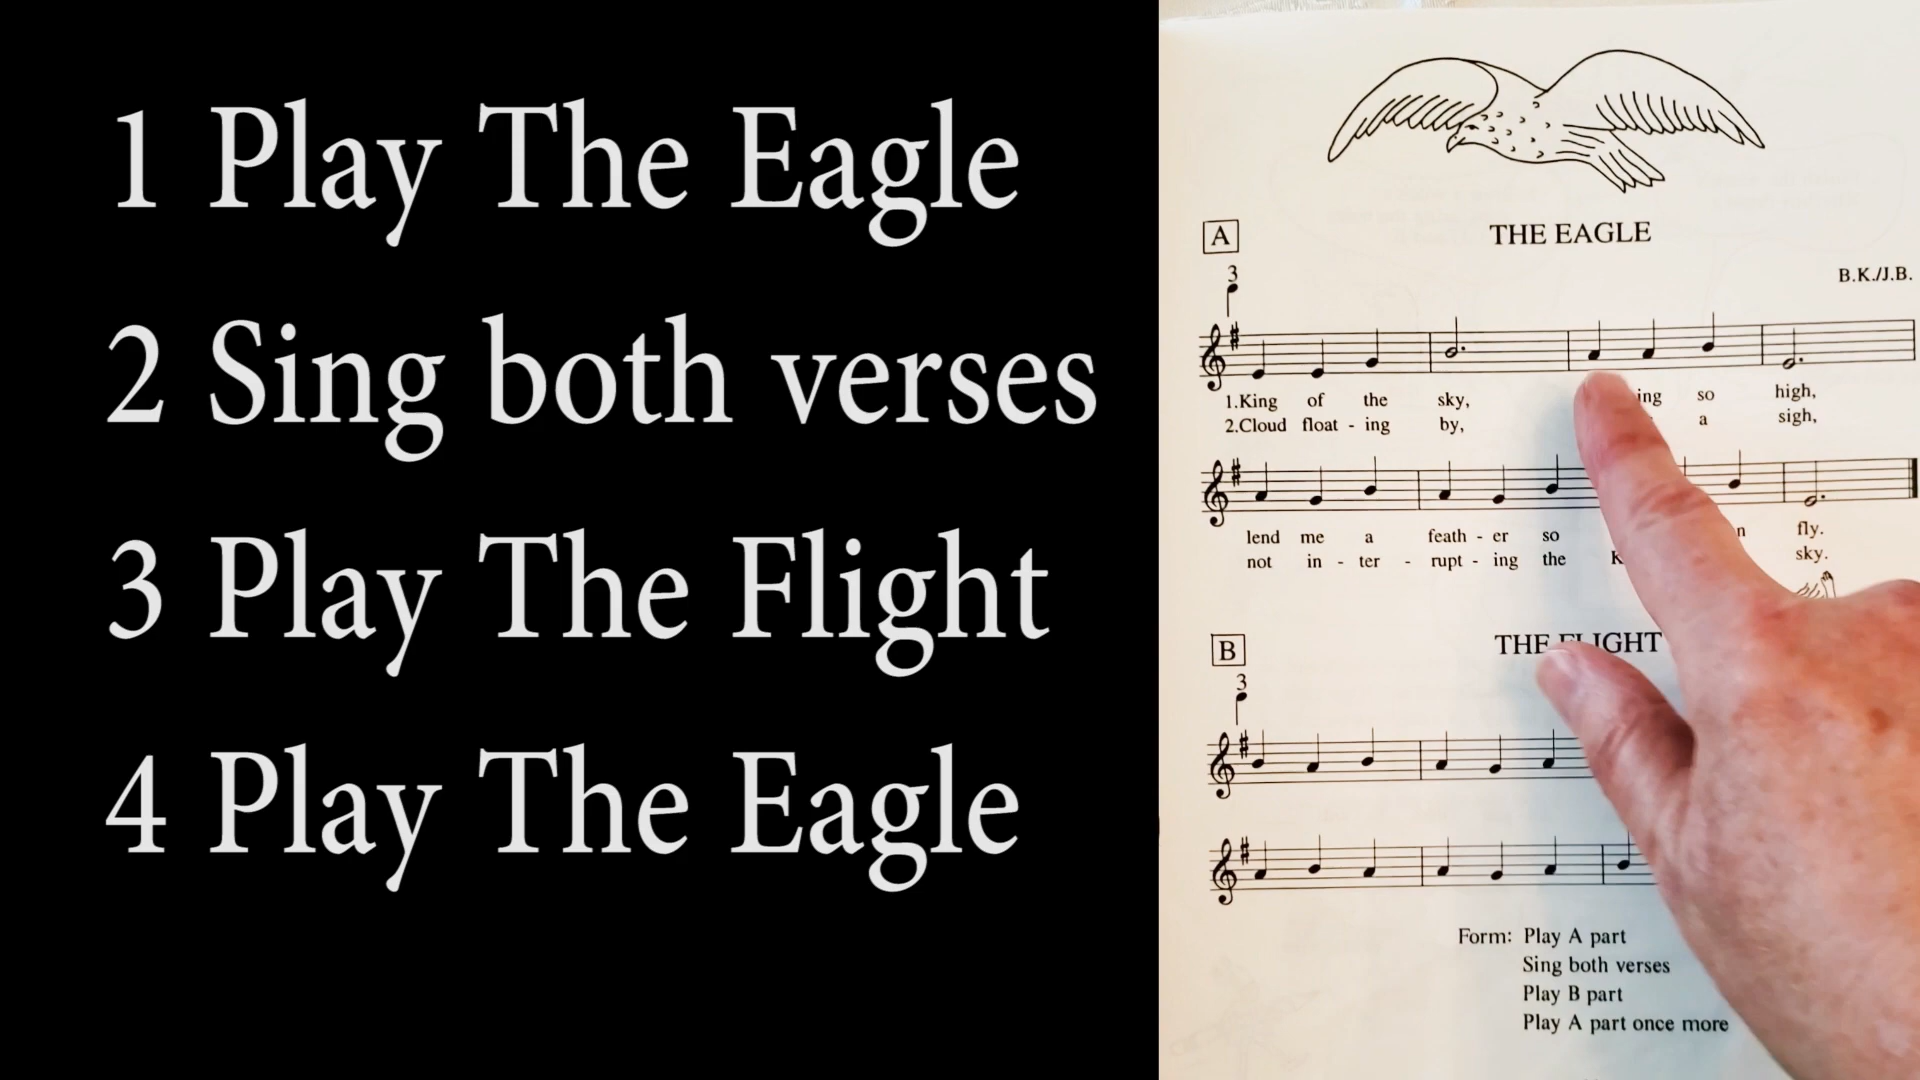 1 Play The Eagle
2 Sing both verses
3 Play The Flight
4 Play The Eagle
A
THE EAGLE
3
B.K./J.B.
1.King of the sky, ing so high,
2.Cloud float - ing by, a sigh,
lend me a feath - er so fly.
not in - ter - rupt - ing the sky.
B
THE FLIGHT
3
Form: Play A part
Sing both verses
Play B part
Play A part once more